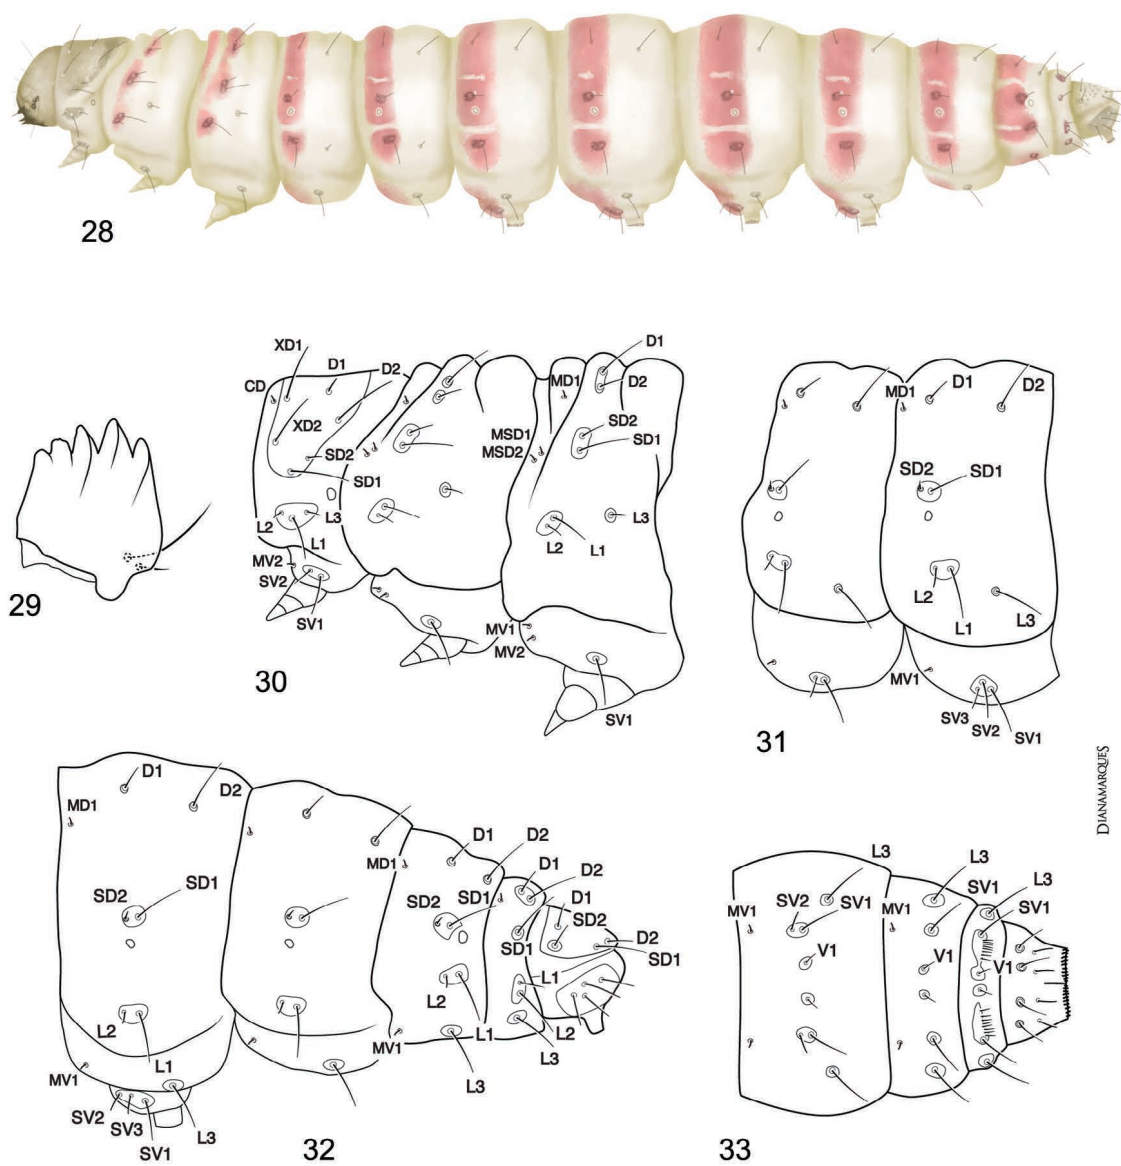 28
29
XD1
D1
D2
CD
XD2
SD2
SD1
L2
L3
L1
MV2
SV2
SV1
D1
MD1
D2
SD2
MSD1
SD1
MSD2
L3
L2
L1
MV1
MV2
SV1
30
MD1
D1
D2
SD2
SD1
L2
L1
L3
MV1
SV3
SV2
SV1
31
DIANAMARQUES
D1
MD1
D2
SD2
SD1
L2
L1
MV1
L3
SV2
SV3
SV1
D1
D2
MD1
SD2
SD1
L2
L1
MV1
L3
D1
D2
SD1
L1
L2
L3
D1
SD2
D2
SD1
32
L3
L3
L3
SV1
MV1
SV2
SV1
MV1
SV1
V1
V1
V1
33